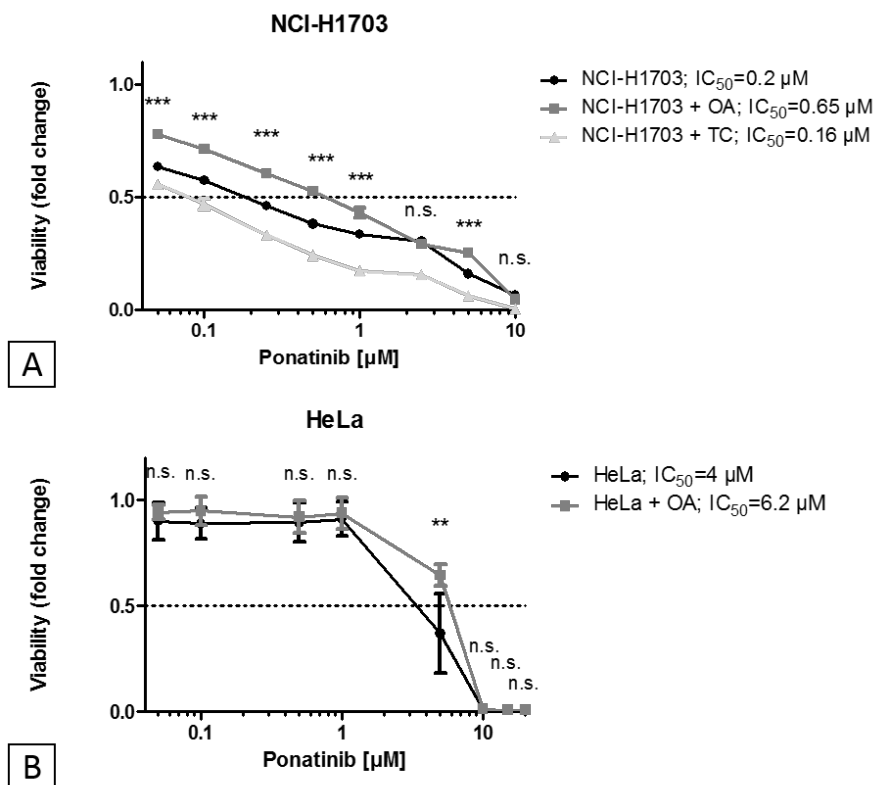 NCI-H1703
Viability (fold change)
1.0
0.5
0.0
***
***
***
***
***
n.s.
***
n.s.
0.1
1
10
Ponatinib [µM]
NCI-H1703; IC50=0.2 µM
NCI-H1703 + OA; IC50=0.65 µM
NCI-H1703 + TC; IC50=0.16 µM
A
HeLa
Viability (fold change)
1.0
0.5
0.0
n.s.
n.s.
n.s.
n.s.
**
n.s.
n.s.
n.s.
0.1
1
10
Ponatinib [µM]
HeLa; IC50=4 µM
HeLa + OA; IC50=6.2 µM
B